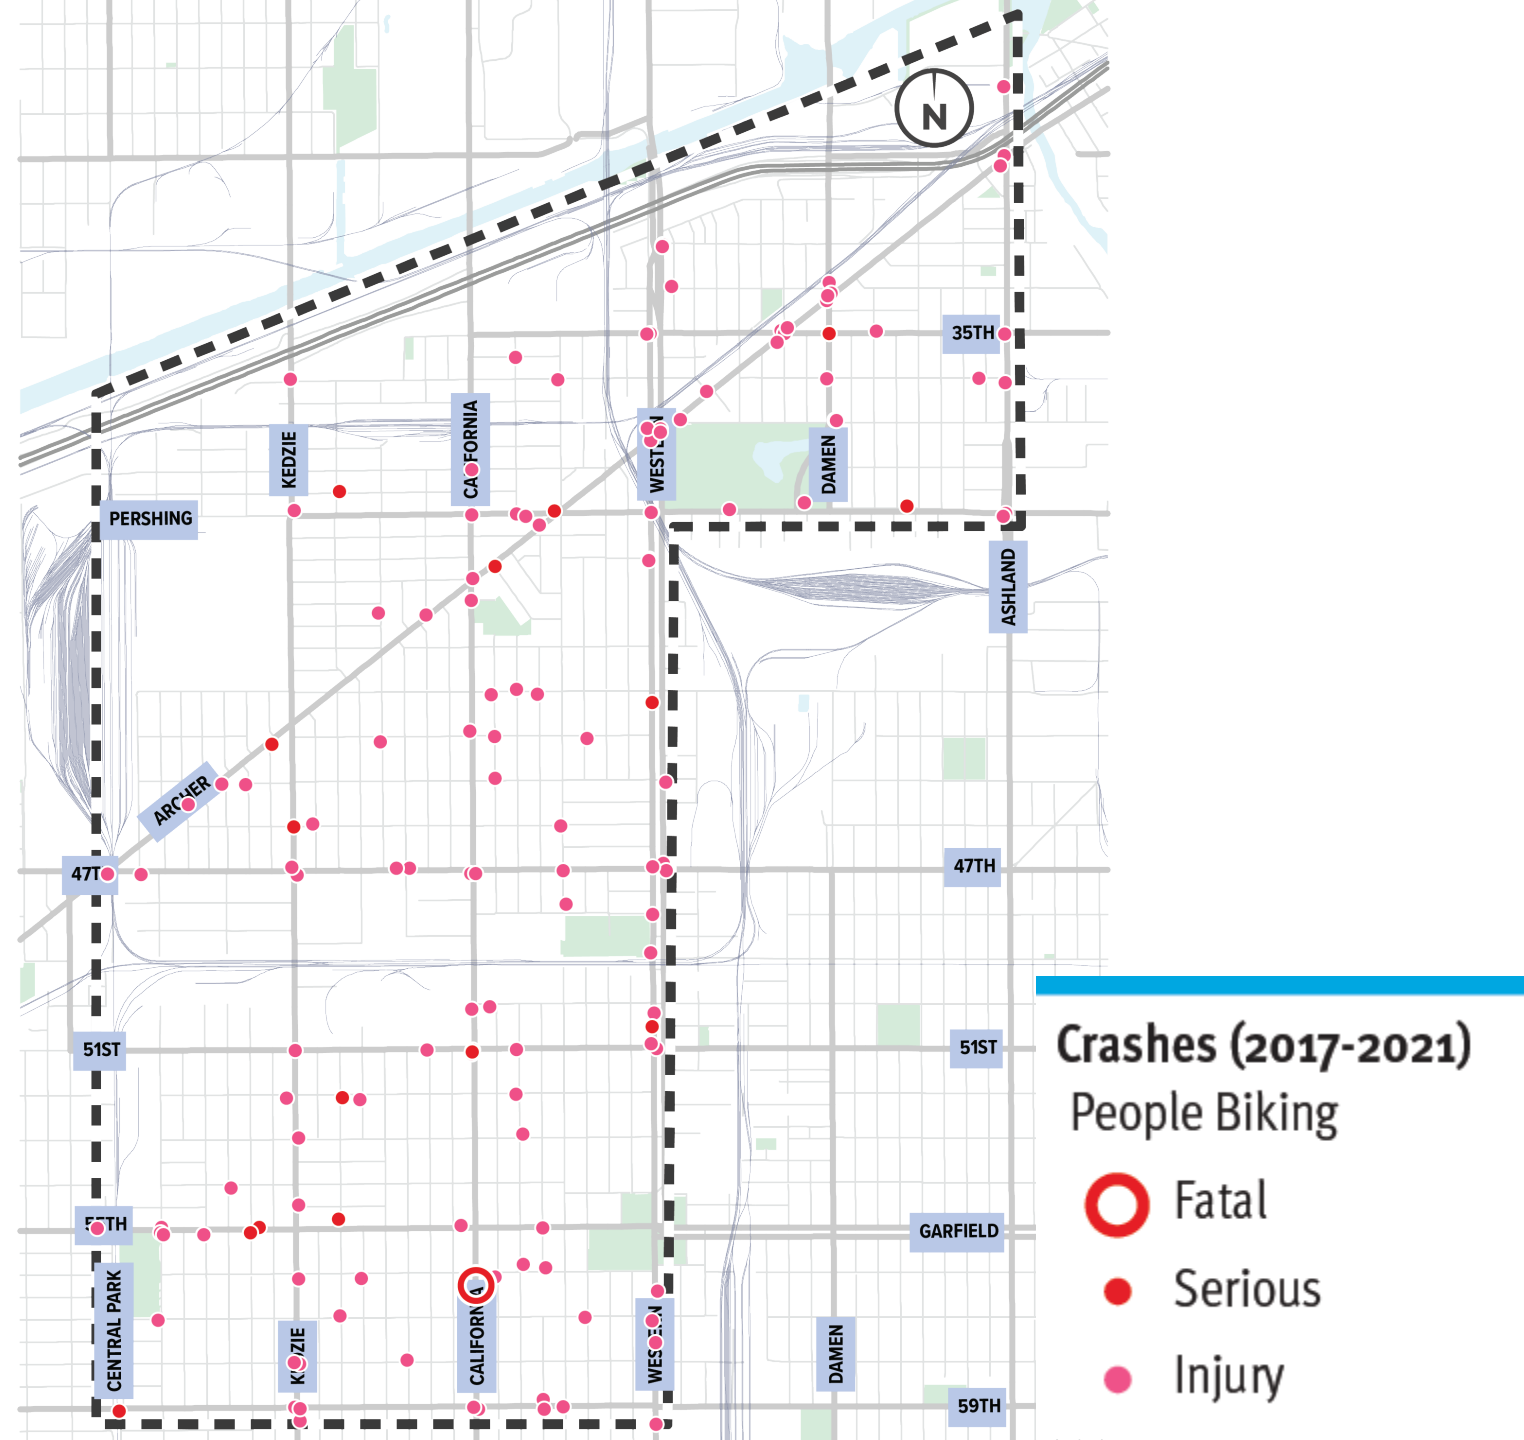 N
35TH
CALIFORNIA
KEDZIE
WESTERN
DAMEN
PERSHING
ASHLAND
ARCHER
47TH
47TH
51ST
51ST
55TH
GARFIELD
CENTRAL PARK
KEDZIE
CALIFORNIA
WESTERN
DAMEN
59TH
Crashes (2017-2021)
People Biking
Fatal
Serious
Injury